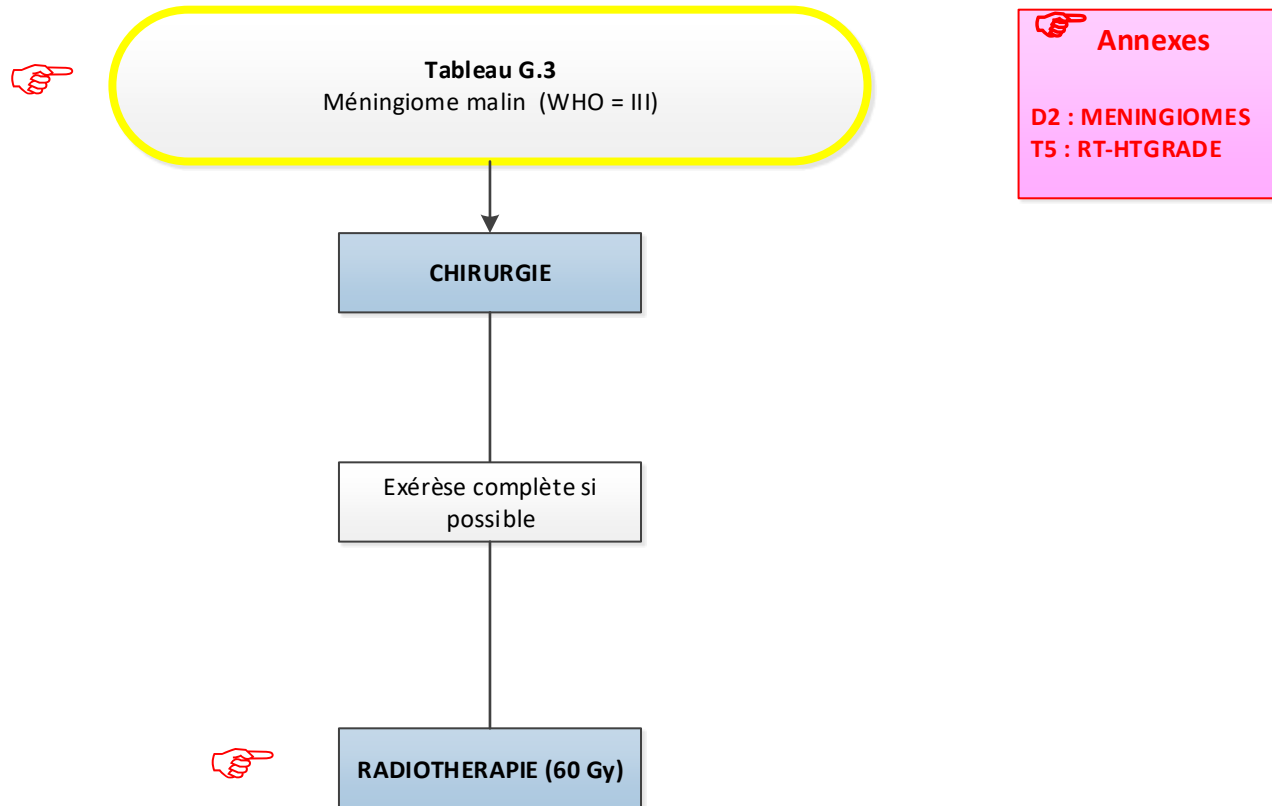 Tableau G.3
Méningiome malin (WHO = III)
Annexes
D2 : MENINGIOMES
T5 : RT-HTGRADE
CHIRURGIE
Exérèse complète si
possible
RADIOTHERAPIE (60 Gy)